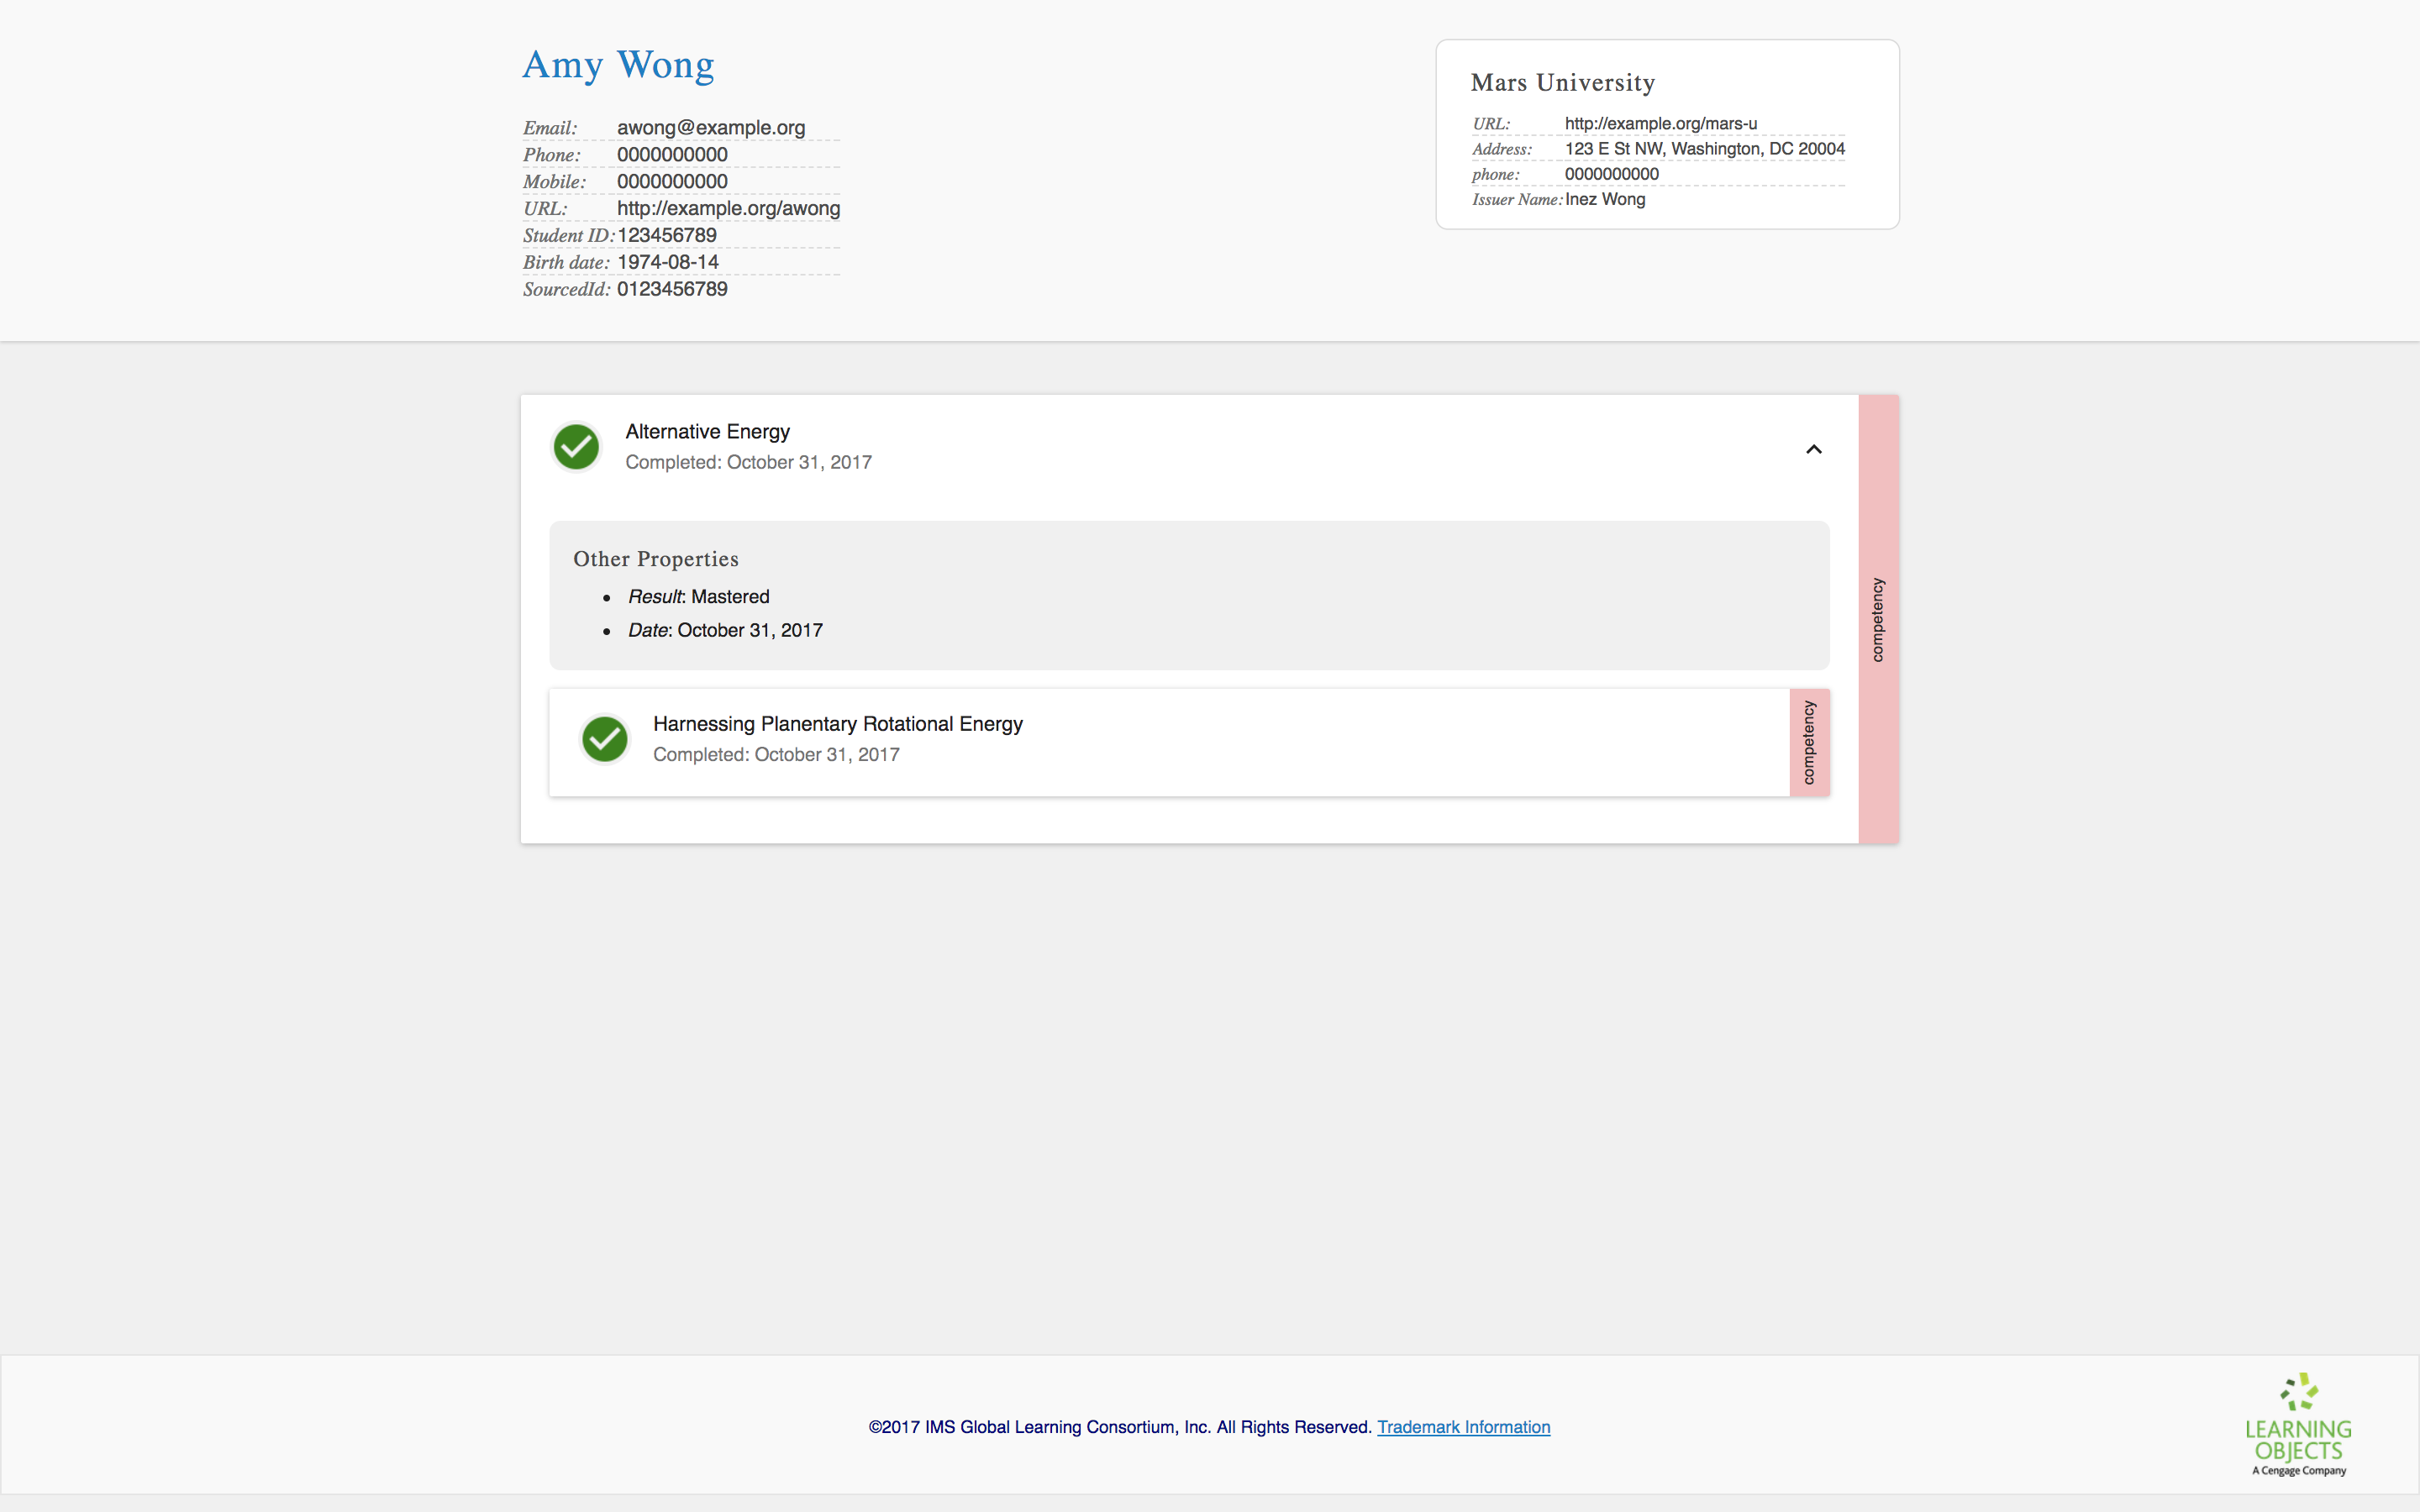 Amy Wong
Email: awong@example.org
Phone: 0000000000
Mobile: 0000000000
URL: http://example.org/awong
Student ID: 123456789
Birth date: 1974-08-14
SourcedId: 0123456789
Mars University
URL: http://example.org/mars-u
Address: 123 E St NW, Washington, DC 20004
phone: 0000000000
Issuer Name: Inez Wong
Alternative Energy
Completed: October 31, 2017
competency
Other Properties
• Result: Mastered
• Date: October 31, 2017
Harnessing Planentary Rotational Energy
Completed: October 31, 2017
competency
©2017 IMS Global Learning Consortium, Inc. All Rights Reserved. Trademark Information
LEARNING
OBJECTS
A Cengage Company